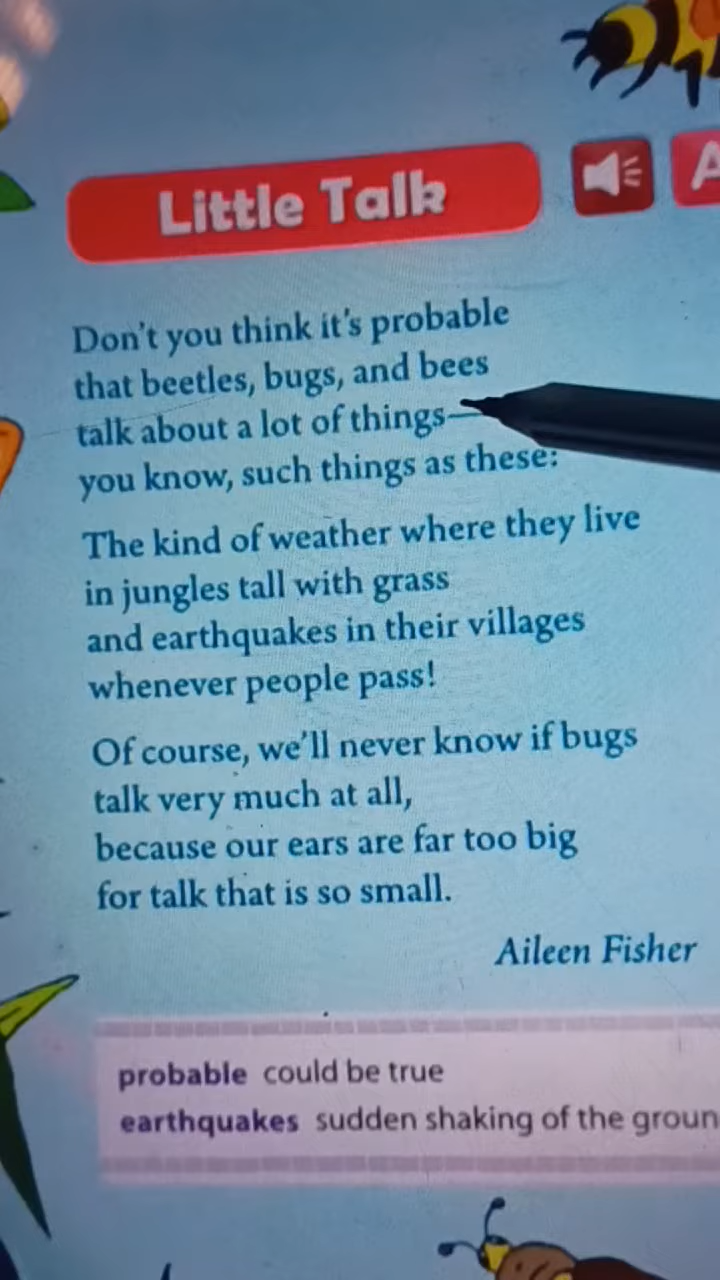 Little Talk
A
Don't you think it's probable
that beetles, bugs, and bees
talk about a lot of things—
you know, such things as these:
The kind of weather where they live
in jungles tall with grass
and earthquakes in their villages
whenever people pass!
Of course, we'll never know if bugs
talk very much at all,
because our ears are far too big
for talk that is so small.
Aileen Fisher
probable could be true
earthquakes sudden shaking of the groun